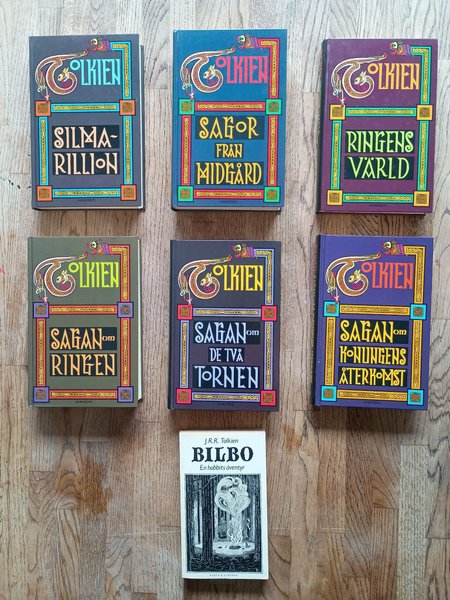 TOLKIEN
SILMA-
RILLION
TOLKIEN
SAGOR
FRÅN
MIDGÅRD
TOLKIEN
RINGENS
VÄRLD
TOLKIEN
SAGAN om
RINGEN
TOLKIEN
SAGAN om
DE TVÅ
TORNEN
TOLKIEN
SAGAN om
KONUNGENS
ÅTERKOMST
J.R.R. Tolkien
BILBO
En hobbits äventyr